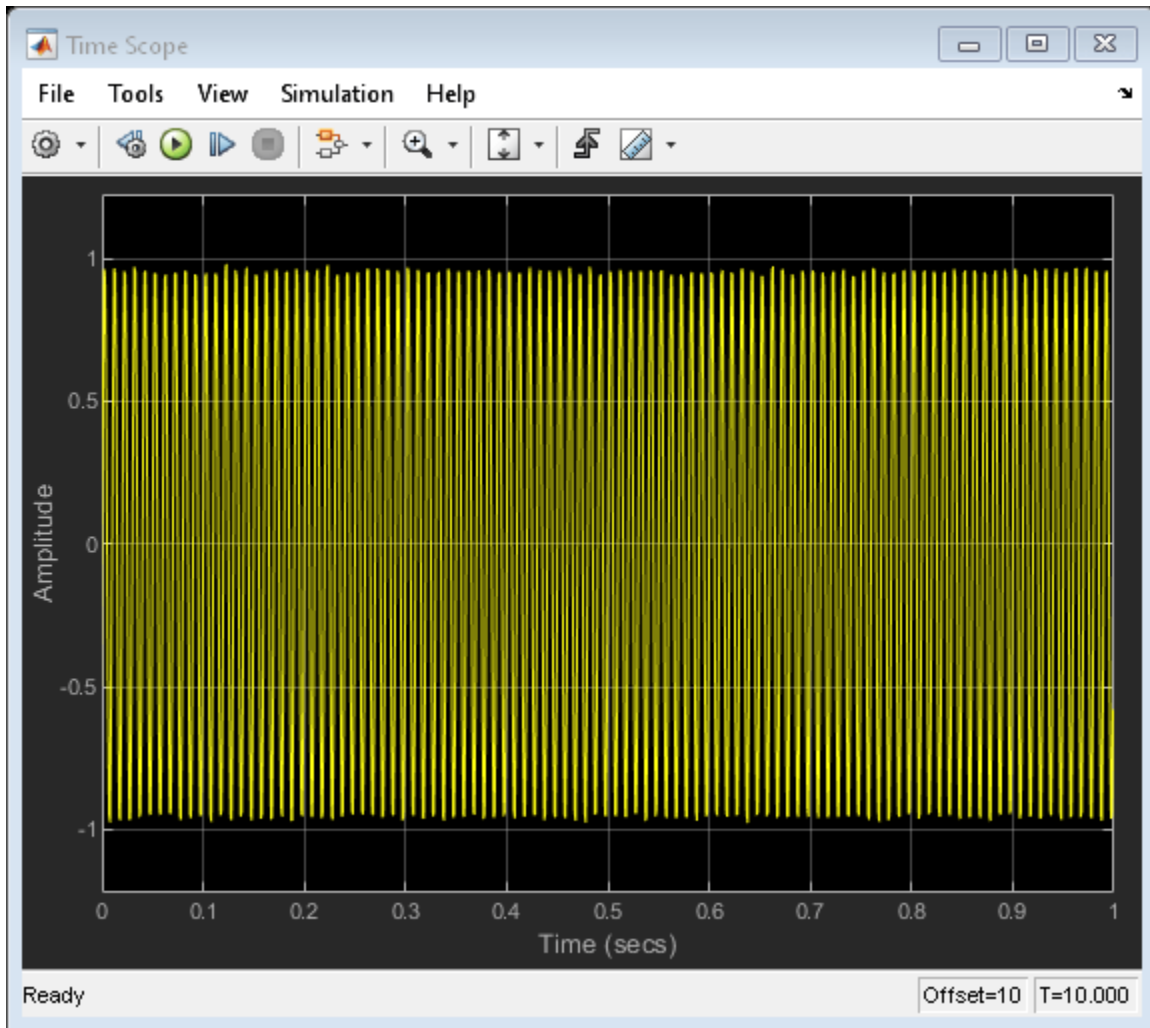 Time Scope
File Tools View Simulation Help
1
0.5
0
-0.5
-1
Amplitude
0 0.1 0.2 0.3 0.4 0.5 0.6 0.7 0.8 0.9 1
Time (secs)
Ready Offset=10 T=10.000